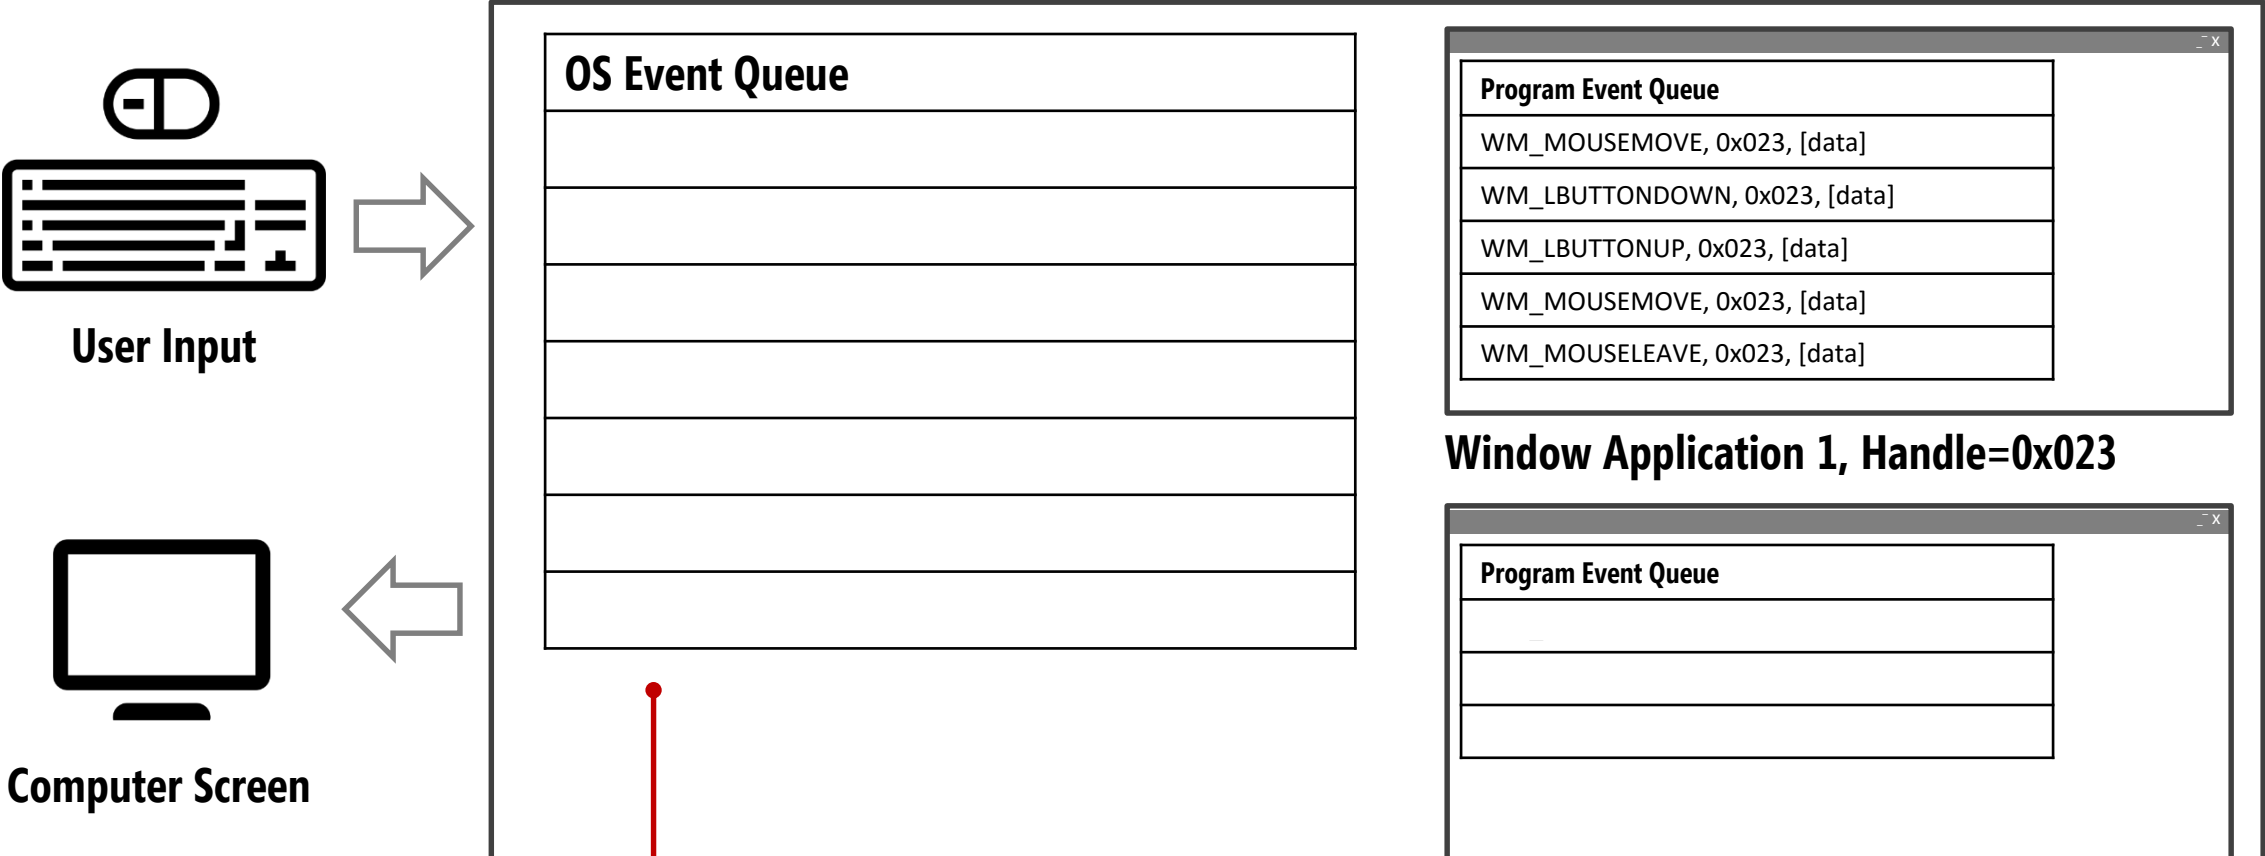 OS Event Queue
User Input
Computer Screen
_ ‾ x
Program Event Queue
WM_MOUSEMOVE, 0x023, [data]
WM_LBUTTONDOWN, 0x023, [data]
WM_LBUTTONUP, 0x023, [data]
WM_MOUSEMOVE, 0x023, [data]
WM_MOUSELEAVE, 0x023, [data]
Window Application 1, Handle=0x023
_ ‾ x
Program Event Queue